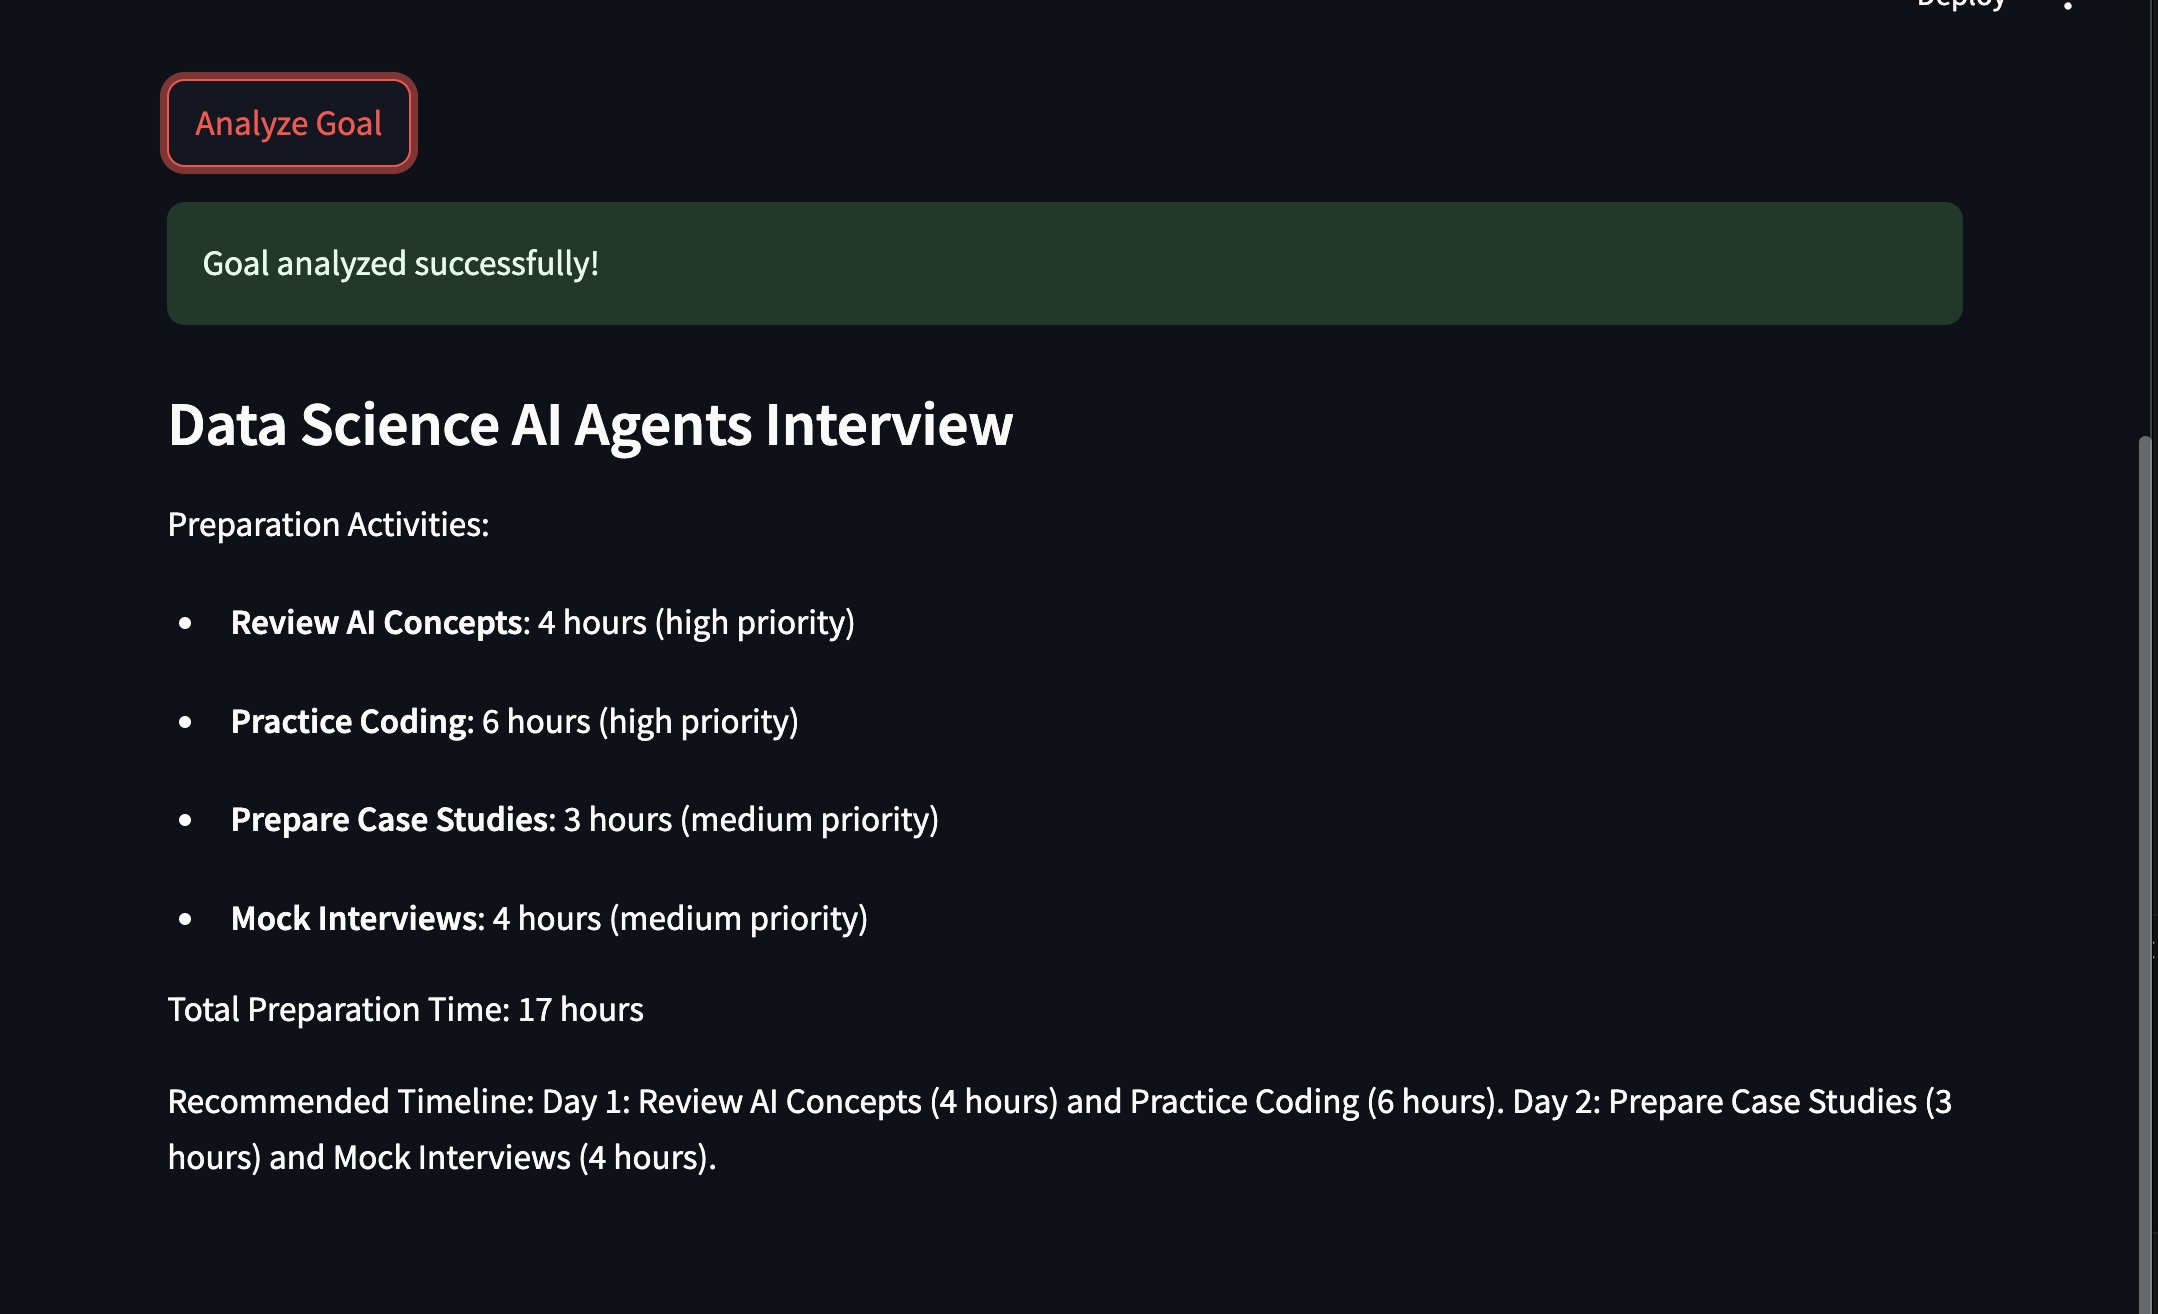 Deploy
Analyze Goal
Goal analyzed successfully!
Data Science AI Agents Interview
Preparation Activities:
Review AI Concepts: 4 hours (high priority)
Practice Coding: 6 hours (high priority)
Prepare Case Studies: 3 hours (medium priority)
Mock Interviews: 4 hours (medium priority)
Total Preparation Time: 17 hours
Recommended Timeline: Day 1: Review AI Concepts (4 hours) and Practice Coding (6 hours). Day 2: Prepare Case Studies (3
hours) and Mock Interviews (4 hours).